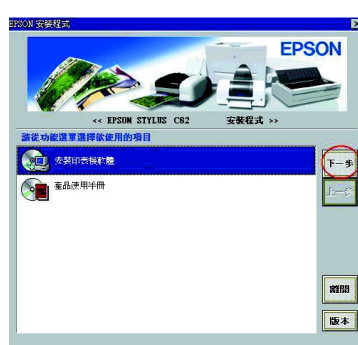 EPSON 安裝程式
EPSON
<< EPSON STYLUS C82 安裝程式 >>
請從功能選單選擇欲使用的項目
安裝印表機軟體
產品使用手冊
下一步
上一步
離開
版本